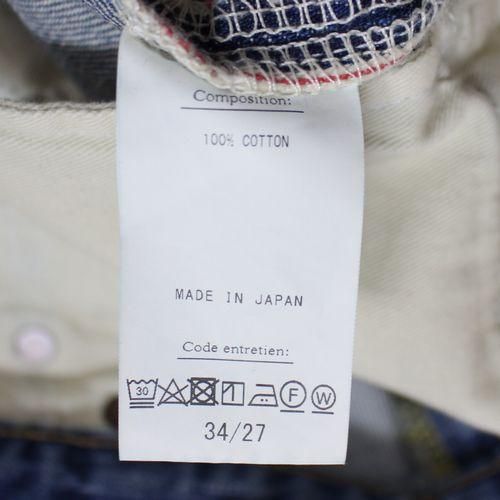 Composition:
100% COTTON
MADE IN JAPAN
Code entretien:
30 F W
34/27